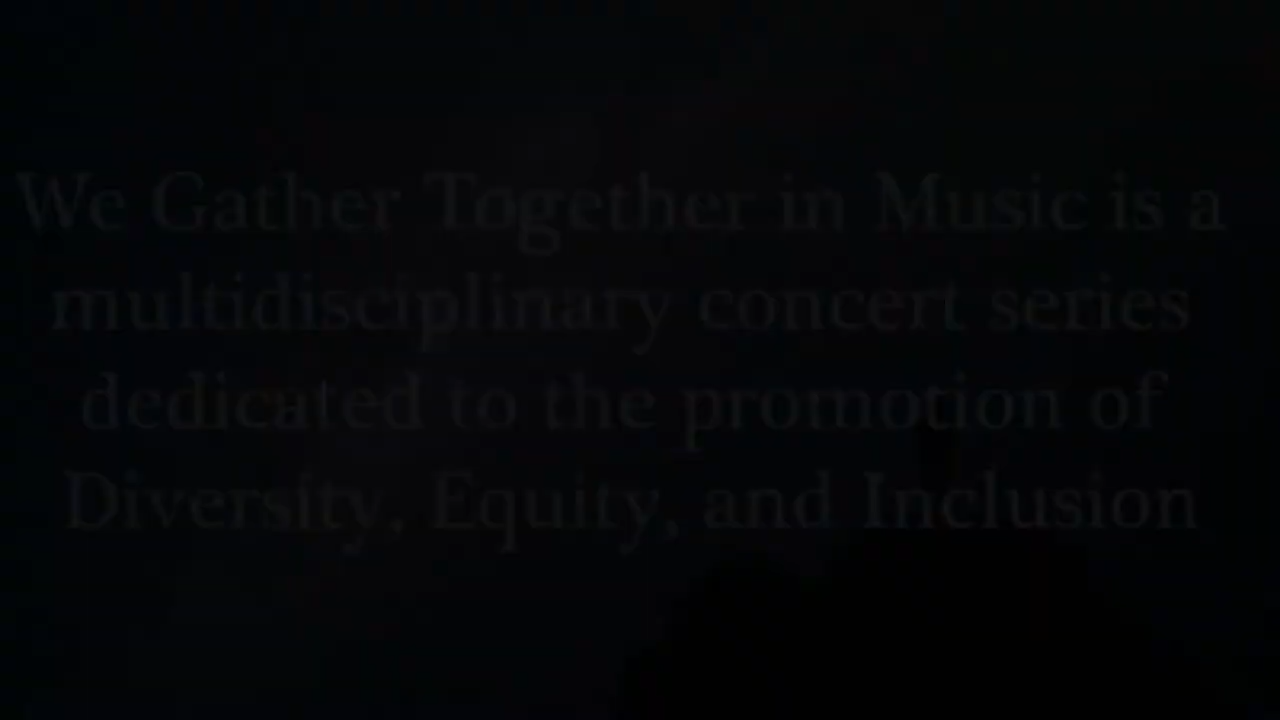 We Gather Together in Music is a
multidisciplinary concert series
dedicated to the promotion of
Diversity, Equity, and Inclusion